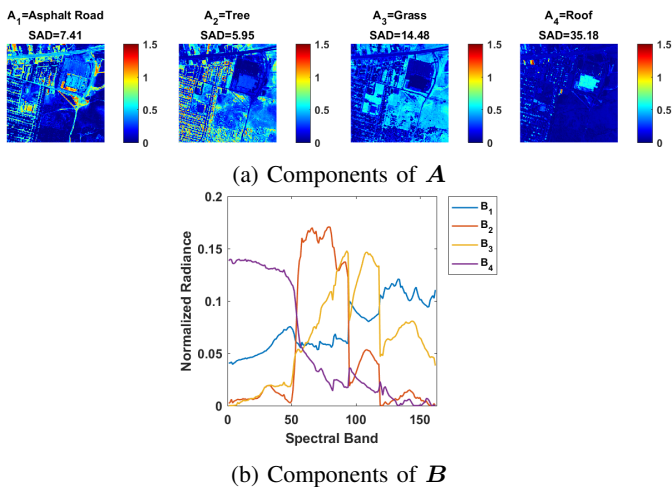 A₁=Asphalt Road A₂=Tree A₃=Grass A₄=Roof
SAD=7.41 SAD=5.95 SAD=14.48 SAD=35.18
1.5 1.5 1.5 1.5
1 1 1 1
0.5 0.5 0.5 0.5
0 0 0 0
(a) Components of A
0.2
0.15
0.1
0.05
0
Normalized Radiance
0 50 100 150
Spectral Band
B₁
B₂
B₃
B₄
(b) Components of B